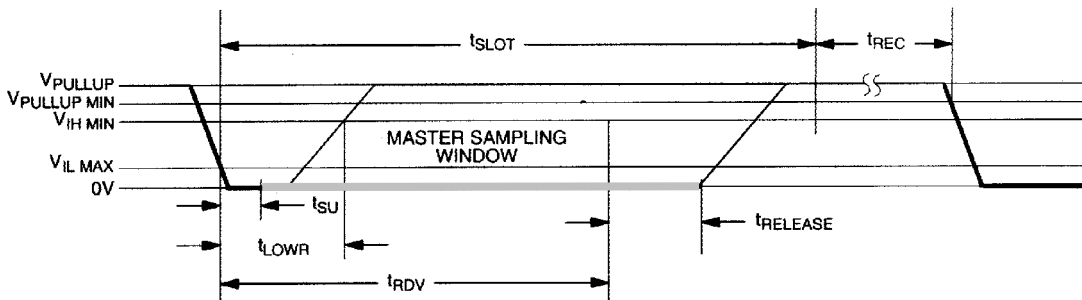 tSLOT
tREC
VPULLUP
VPULLUP MIN
VIH MIN
MASTER SAMPLING
WINDOW
VIL MAX
0V
tSU
tRELEASE
tLOWR
tRDV